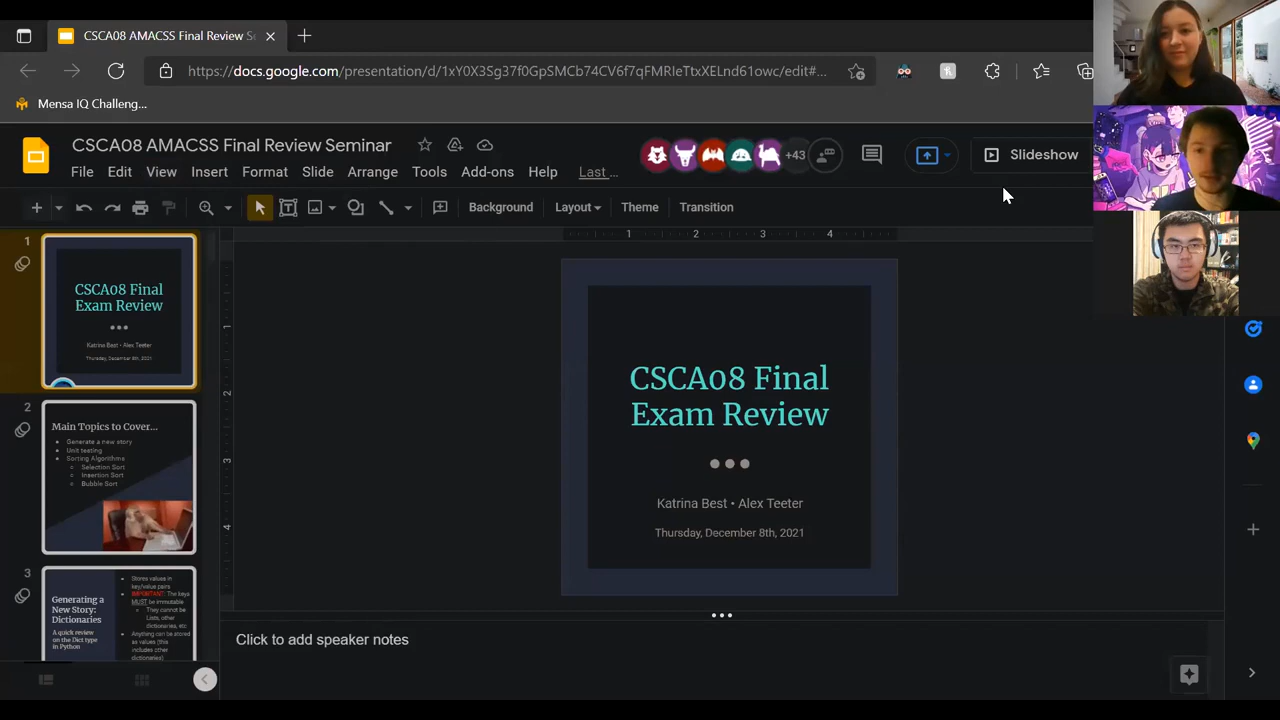 CSCA08 AMACSS Final Review Se
https://docs.google.com/presentation/d/1xY0X3Sg37f0GpSMCb74CV6f7qFMRIeTtxXELnd61owc/edit#...
Mensa IQ Challeng...
CSCA08 AMACSS Final Review Seminar
+43
Slideshow
File Edit View Insert Format Slide Arrange Tools Add-ons Help Last ...
Background Layout Theme Transition
1 2 3 4
1
CSCA08 Final
Exam Review
Katrina Best • Alex Teeter
Thursday, December 8th, 2021
2
Main Topics to Cover...
Generate a new story
Unit testing
Sorting Algorithms
Selection Sort
Insertion Sort
Bubble Sort
3
Generating a
New Story:
Dictionaries
A quick review
on the Dict type
in Python
Stores values in
key/value pairs
IMPORTANT: The keys
MUST be immutable
They cannot be
Lists, other
dictionaries, etc
Anything can be stored
as values (this
includes other
dictionaries)
1
2
3
4
CSCA08 Final
Exam Review
Katrina Best • Alex Teeter
Thursday, December 8th, 2021
Click to add speaker notes